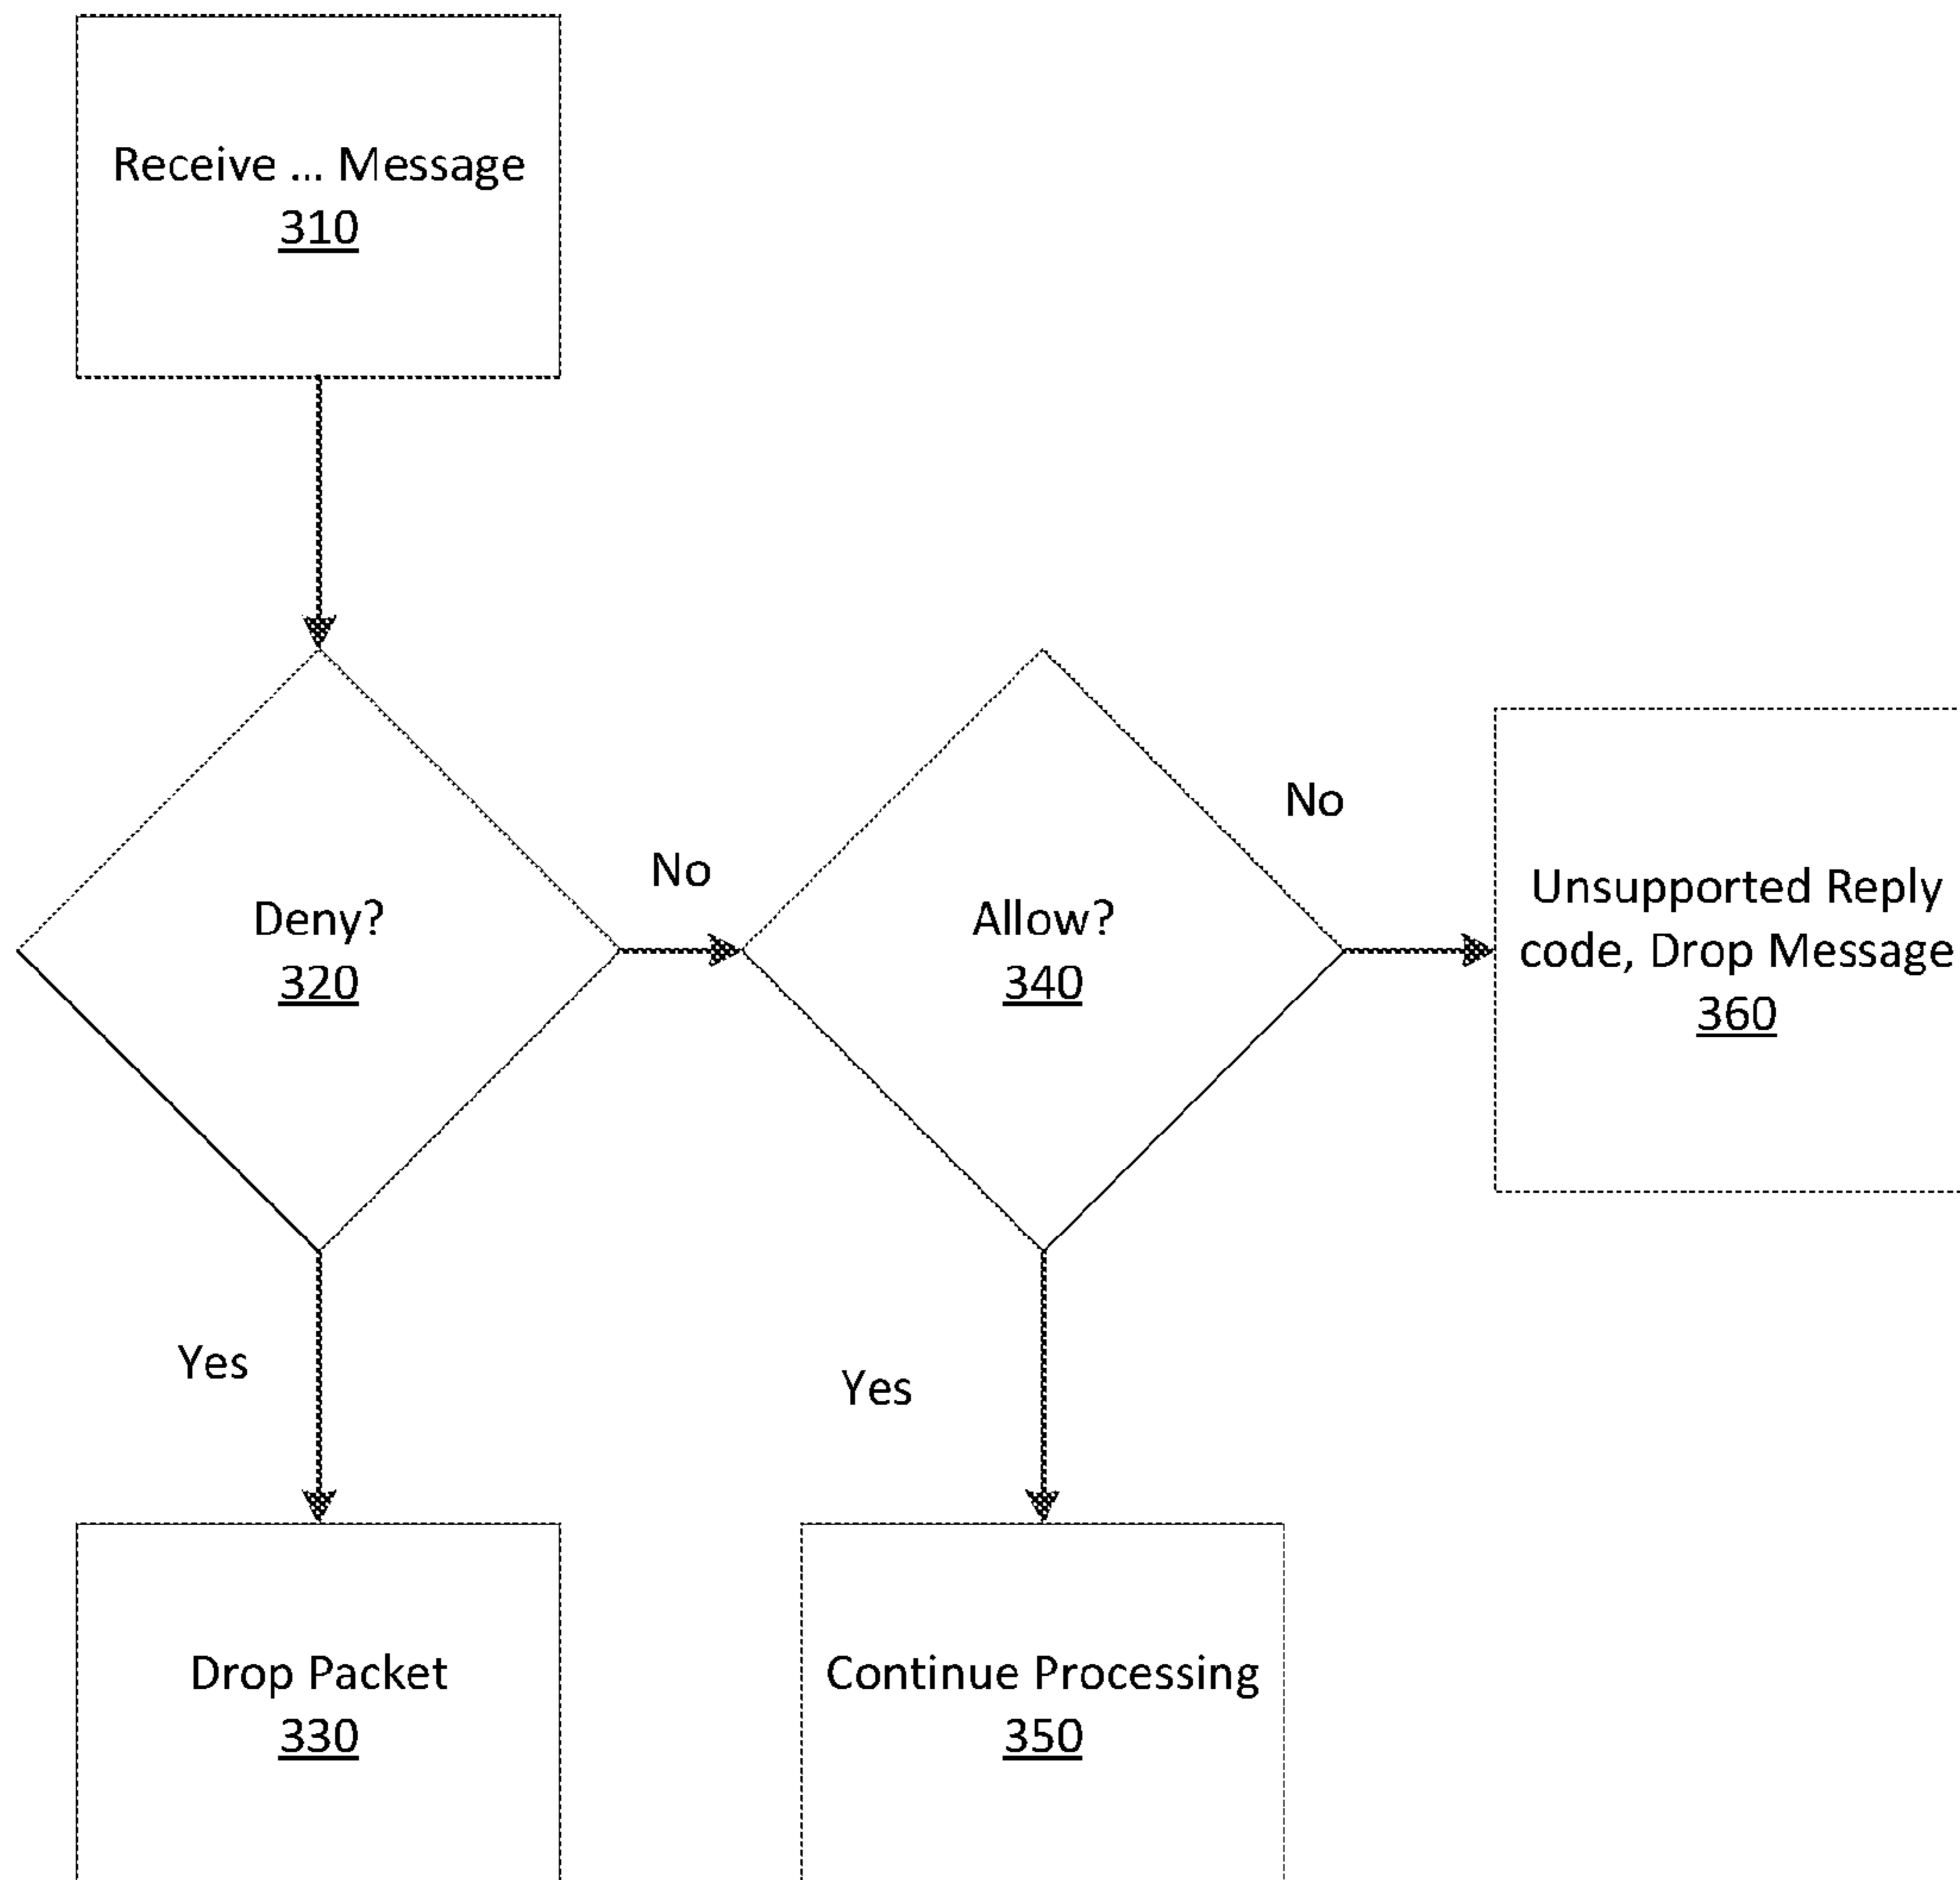 Receive ... Message
310
Deny?
320
No
Allow?
340
No
Unsupported Reply
code, Drop Message
360
Yes
Yes
Drop Packet
330
Continue Processing
350